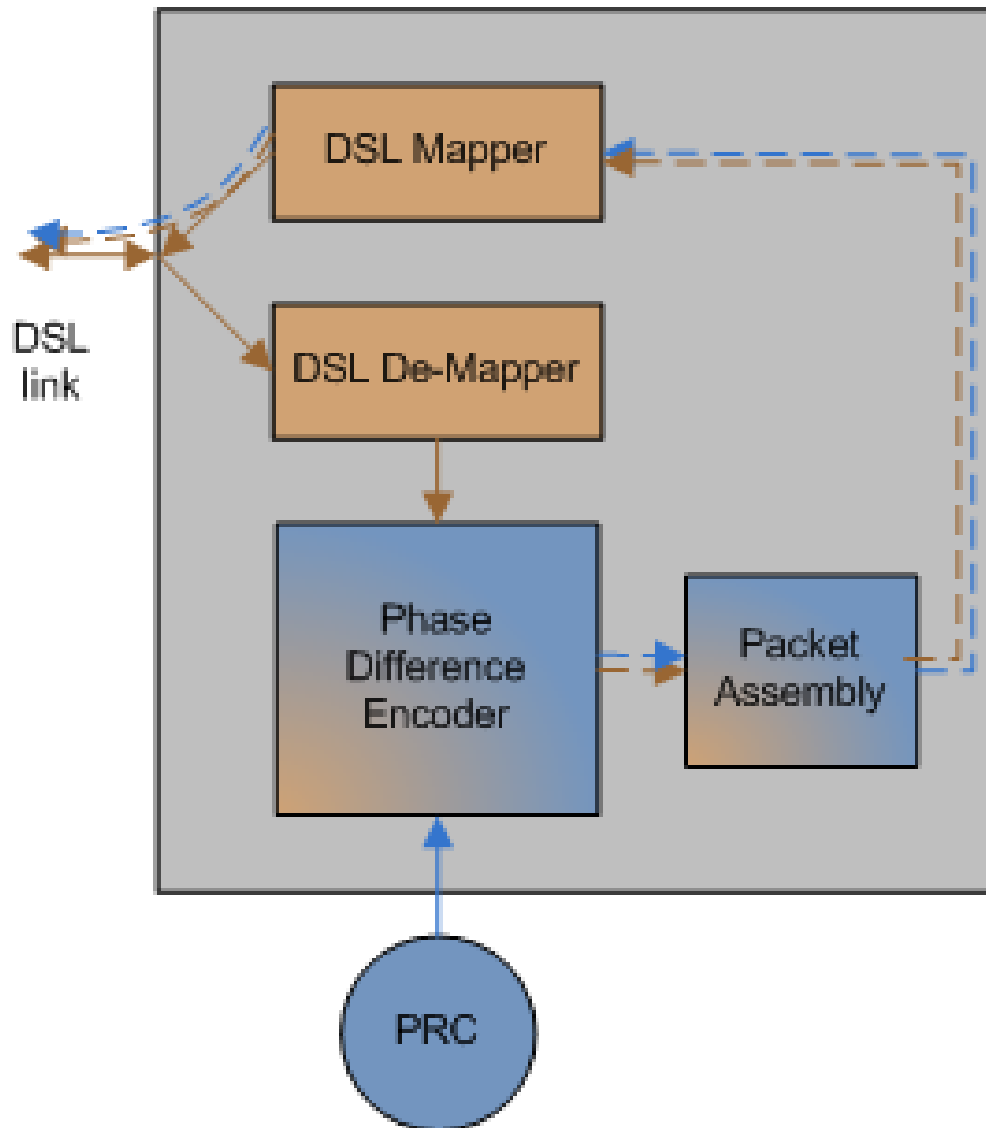 DSL Mapper
DSL
link
DSL De-Mapper
Phase
Difference
Encoder
Packet
Assembly
PRC